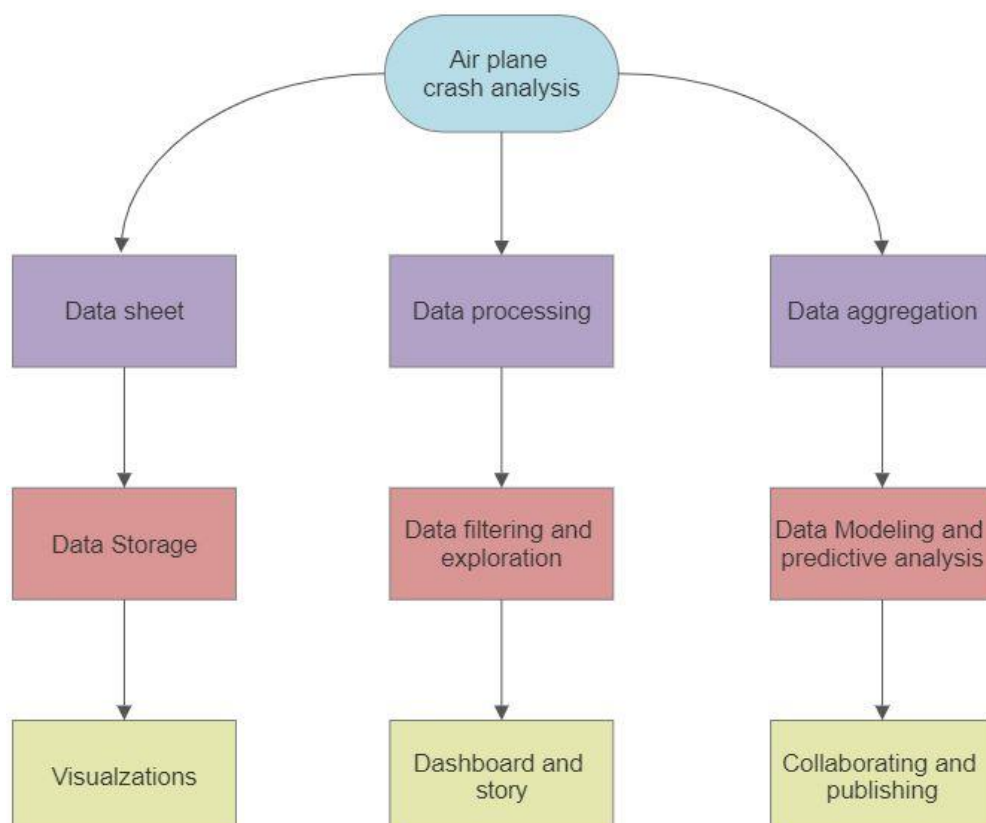 Air plane
crash analysis
Data sheet
Data processing
Data aggregation
Data Storage
Data filtering and
exploration
Data Modeling and
predictive analysis
Visualzations
Dashboard and
story
Collaborating and
publishing